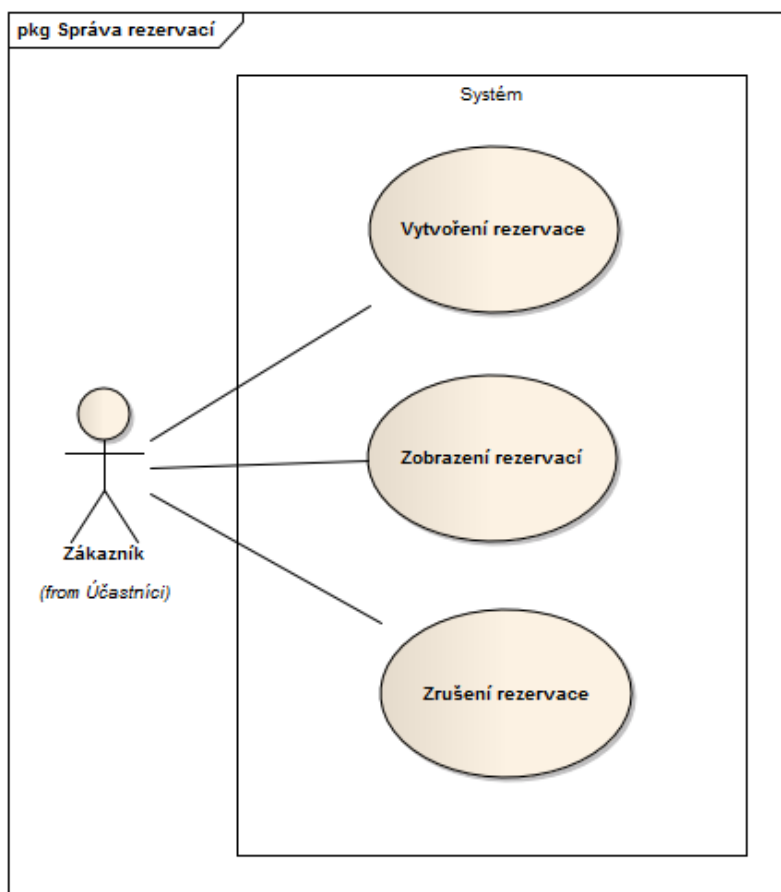 pkg Správa rezervací
Systém
Vytvoření rezervace
Zobrazení rezervací
Zákazník
(from Účastníci)
Zrušení rezervace